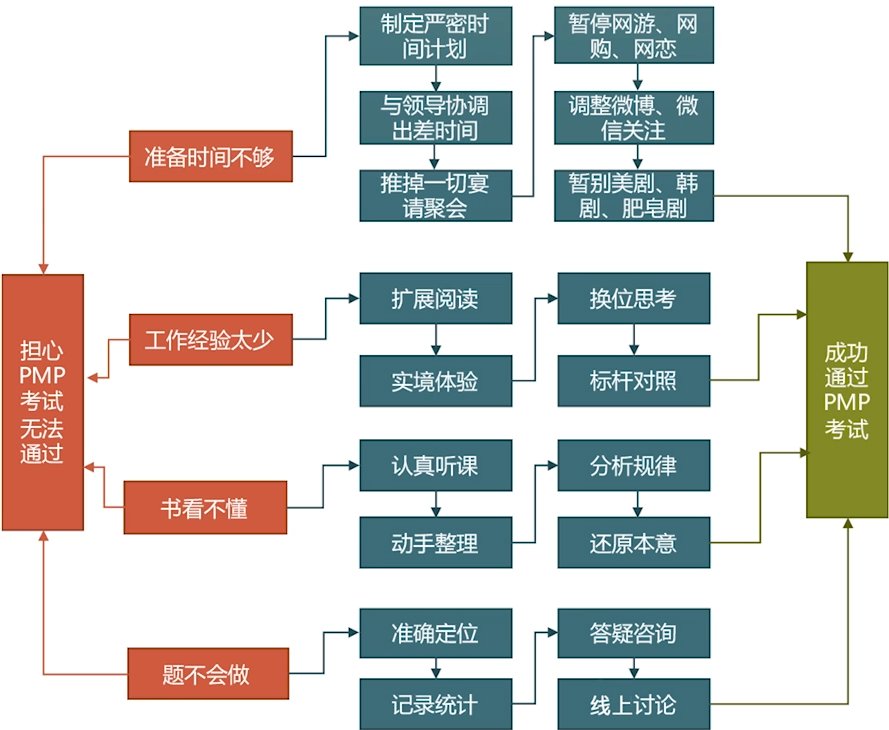 担心
PMP
考试
无法
通过
准备时间不够
制定严密时
间计划
与领导协调
出差时间
推掉一切宴
请聚会
暂停网游、网
购、网恋
调整微博、微
信关注
暂别美剧、韩
剧、肥皂剧
工作经验太少
扩展阅读
实境体验
换位思考
标杆对照
书看不懂
认真听课
动手整理
分析规律
还原本意
题不会做
准确定位
记录统计
答疑咨询
线上讨论
成功
通过
PMP
考试